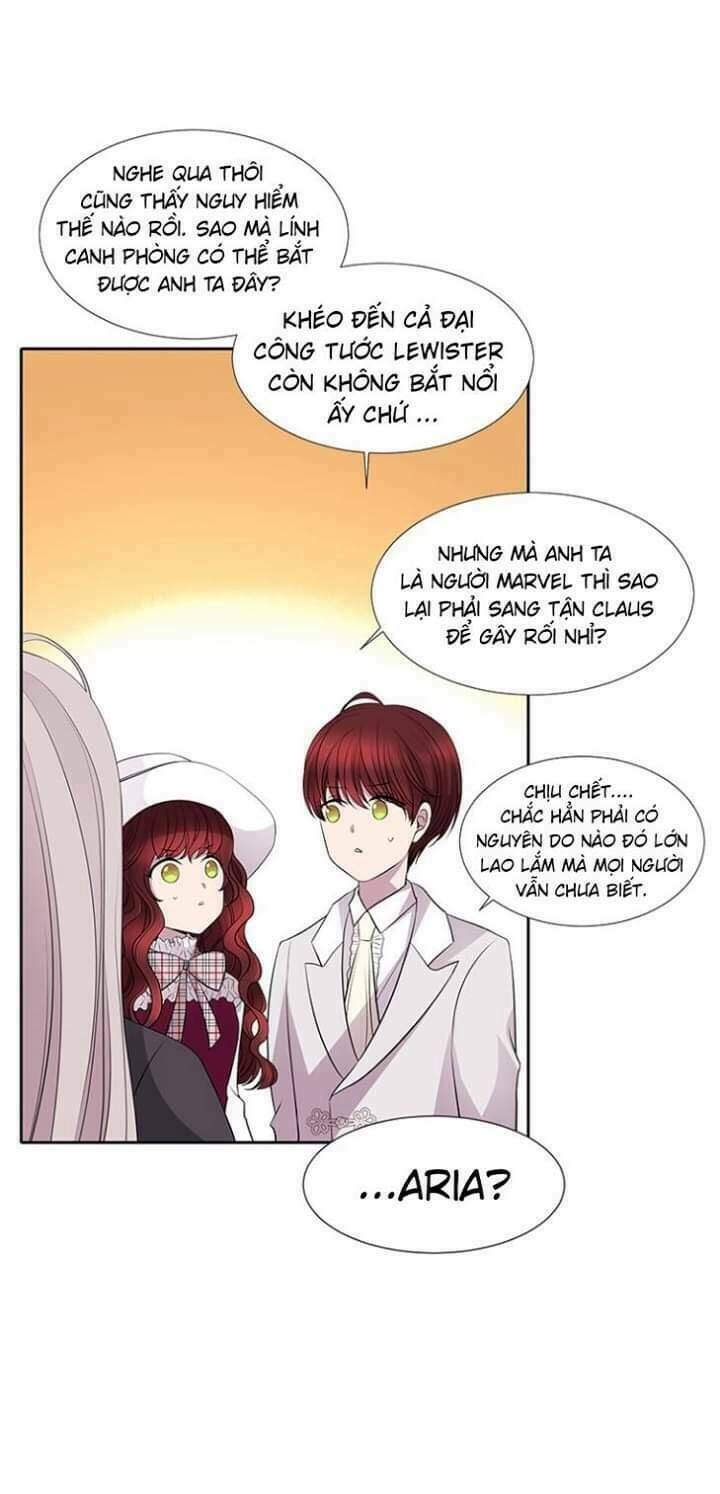 NGHE QUA THÔI
CŨNG THẤY NGUY HIỂM
THẾ NÀO RỒI. SAO MÀ LÍNH
CANH PHÒNG CÓ THỂ BẮT
ĐƯỢC ANH TA ĐÂY?
KHÉO ĐẾN CẢ ĐẠI
CÔNG TƯỚC LEWISTER
CÒN KHÔNG BẮT NỔI
ẤY CHỨ ...
NHƯNG MÀ ANH TA
LÀ NGƯỜI MARVEL THÌ SAO
LẠI PHẢI SANG TẬN CLAUS
ĐỂ GÂY RỐI NHỈ?
CHỊU CHẾT....
CHẮC HẲN PHẢI CÓ
NGUYÊN DO NÀO ĐÓ LỚN
LAO LẮM MÀ MỌI NGƯỜI
VẪN CHƯA BIẾT.
...ARIA?